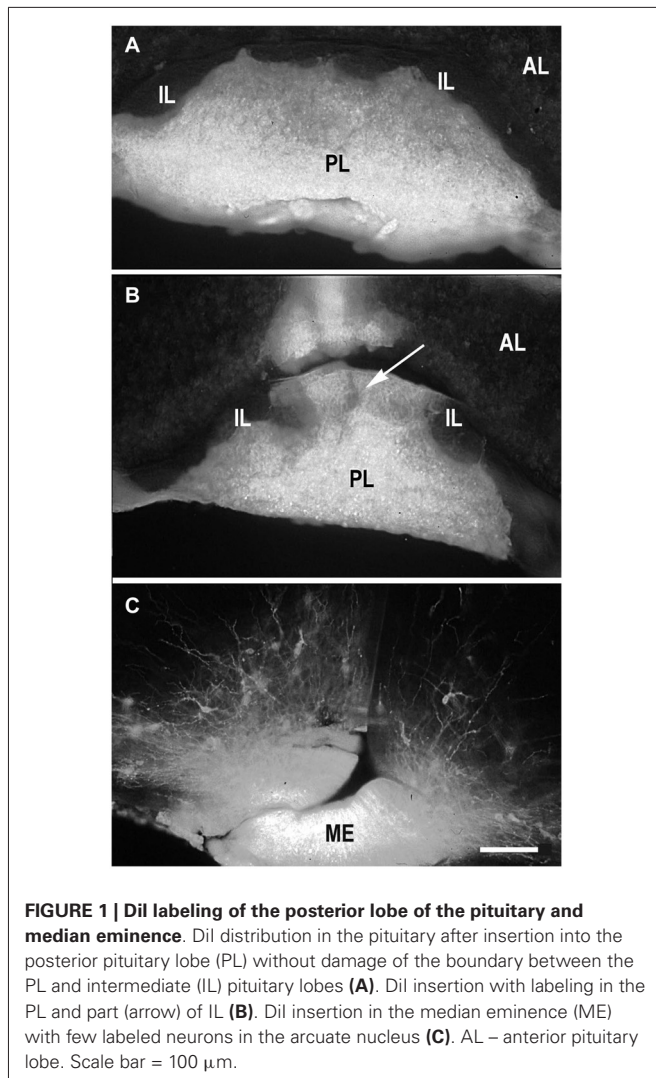 A
AL
IL
IL
PL
B
AL
IL
IL
PL
C
ME
FIGURE 1 | DiI labeling of the posterior lobe of the pituitary and
median eminence. DiI distribution in the pituitary after insertion into the
posterior pituitary lobe (PL) without damage of the boundary between the
PL and intermediate (IL) pituitary lobes (A). DiI insertion with labeling in the
PL and part (arrow) of IL (B). DiI insertion in the median eminence (ME)
with few labeled neurons in the arcuate nucleus (C). AL – anterior pituitary
lobe. Scale bar = 100 μm.